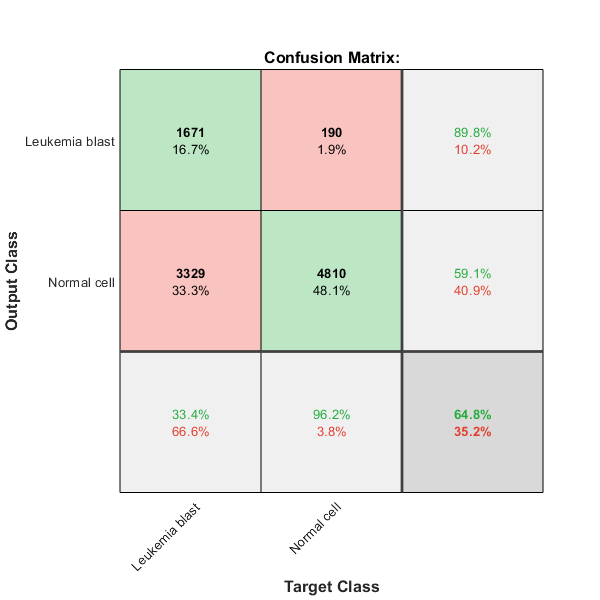 Confusion Matrix:
Leukemia blast
1671
16.7%
190
1.9%
89.8%
10.2%
Output Class
Normal cell
3329
33.3%
4810
48.1%
59.1%
40.9%
33.4%
66.6%
96.2%
3.8%
64.8%
35.2%
Leukemia blast
Normal cell
Target Class